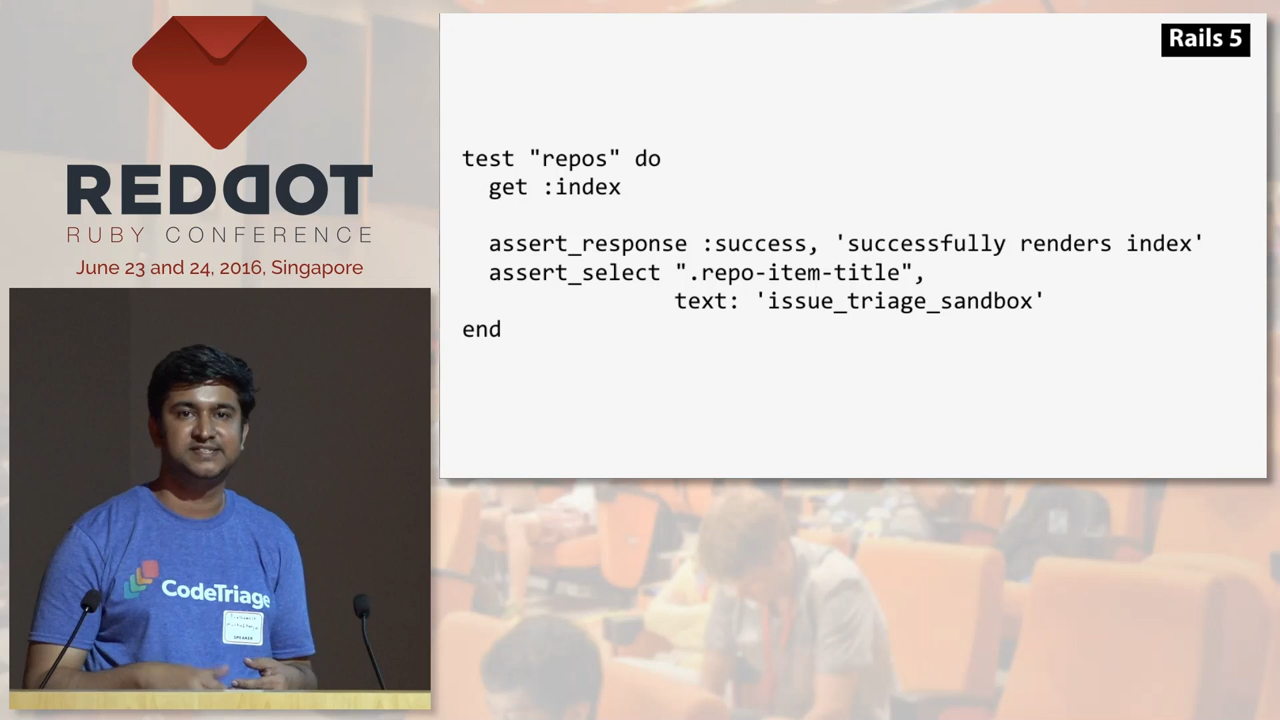 REDDOT
RUBY CONFERENCE
June 23 and 24, 2016, Singapore
Rails 5
test "repos" do
  get :index
  assert_response :success, 'successfully renders index'
  assert_select ".repo-item-title",
                text: 'issue_triage_sandbox'
end
CodeTriage
SPEAKER